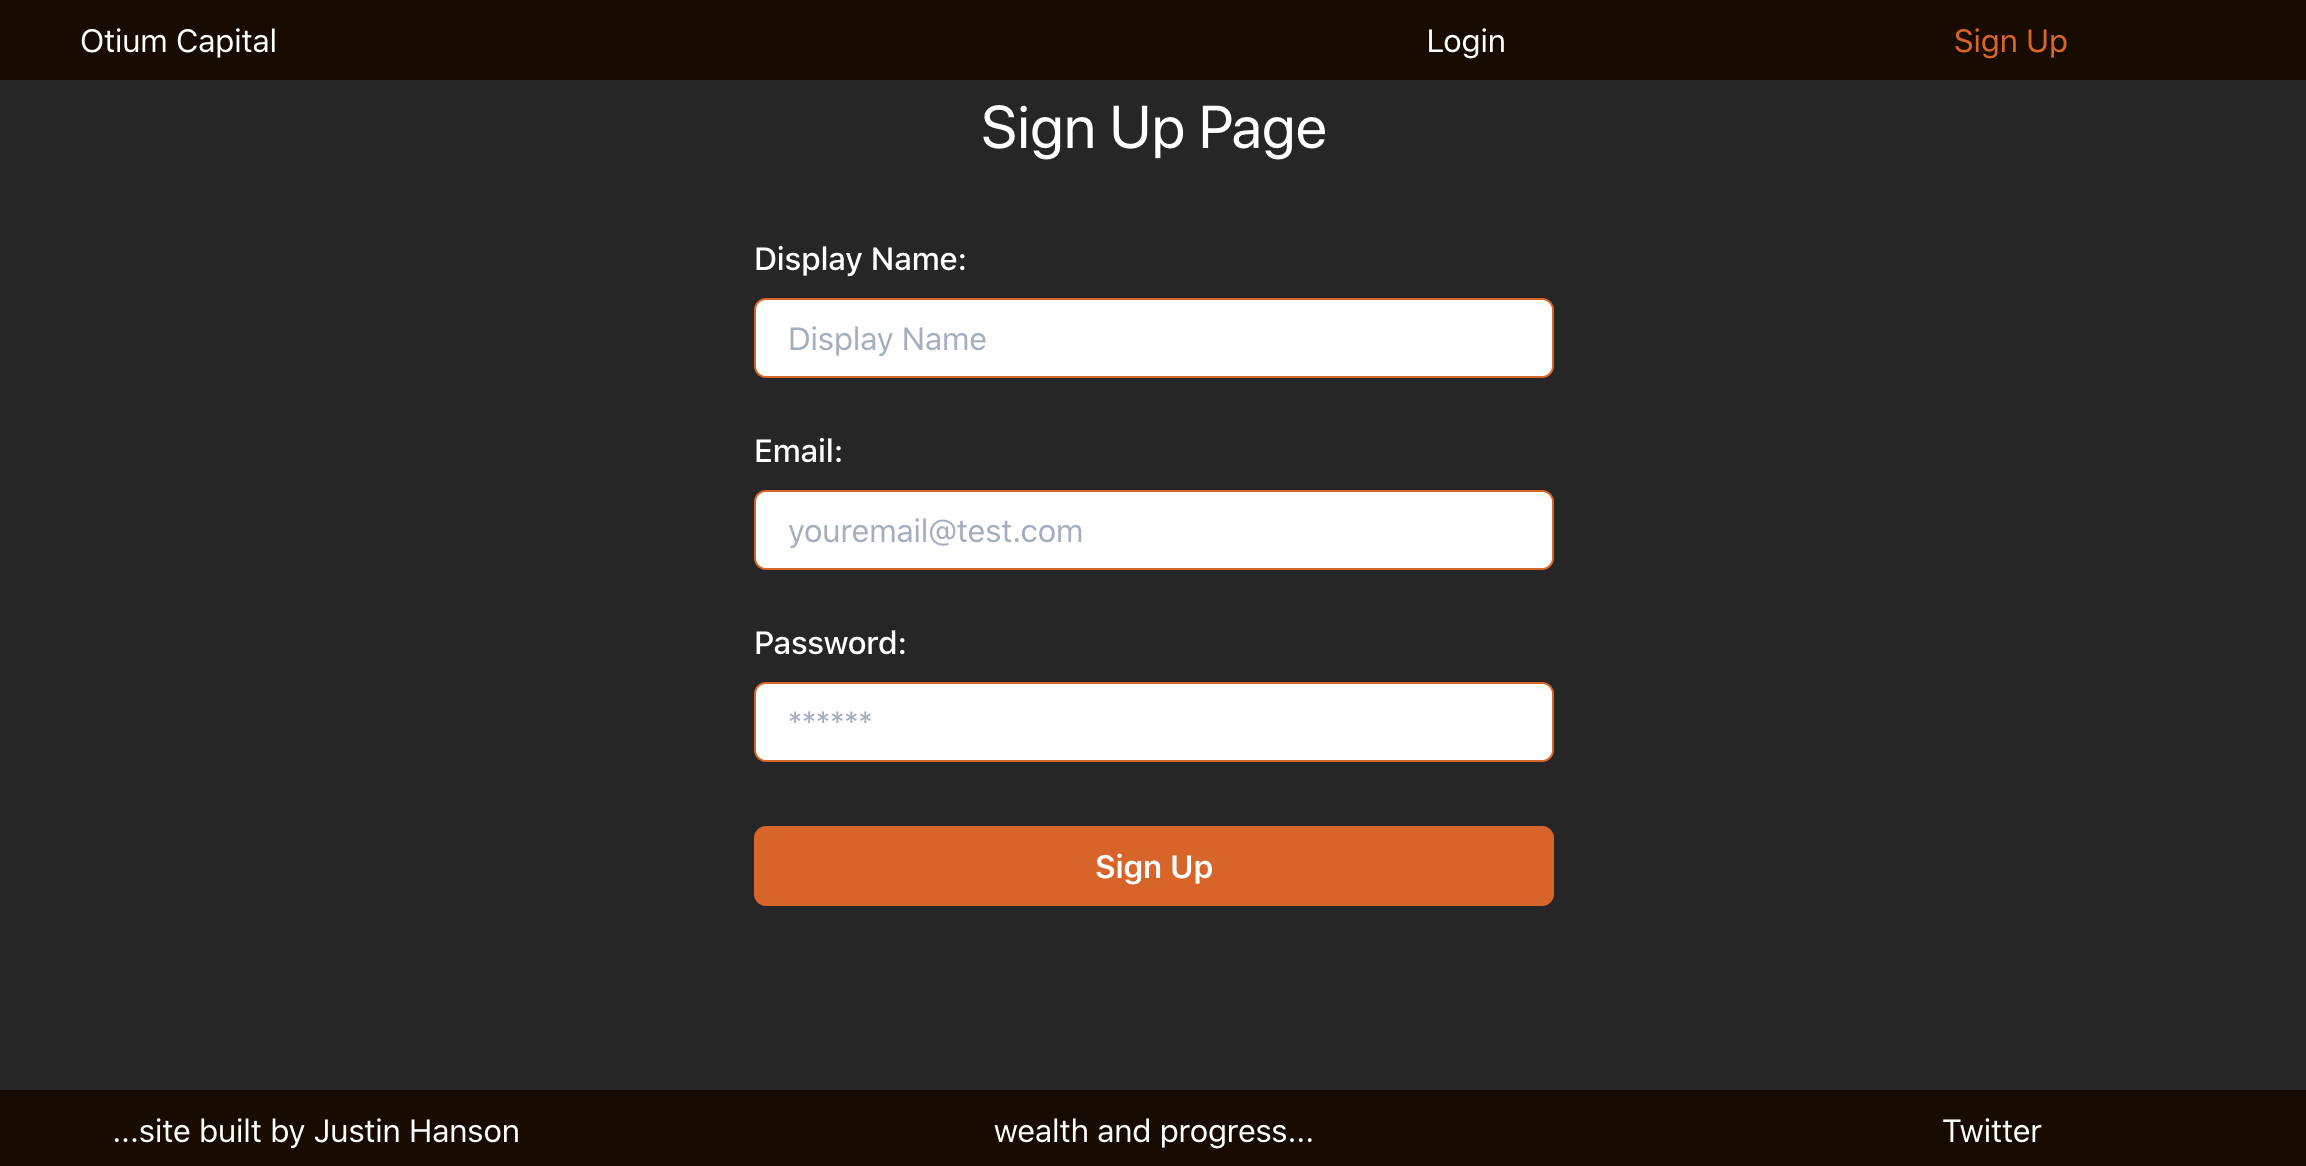 Otium Capital Login Sign Up
Sign Up Page
Display Name:
Display Name
Email:
youremail@test.com
Password:
******
Sign Up
...site built by Justin Hanson wealth and progress... Twitter